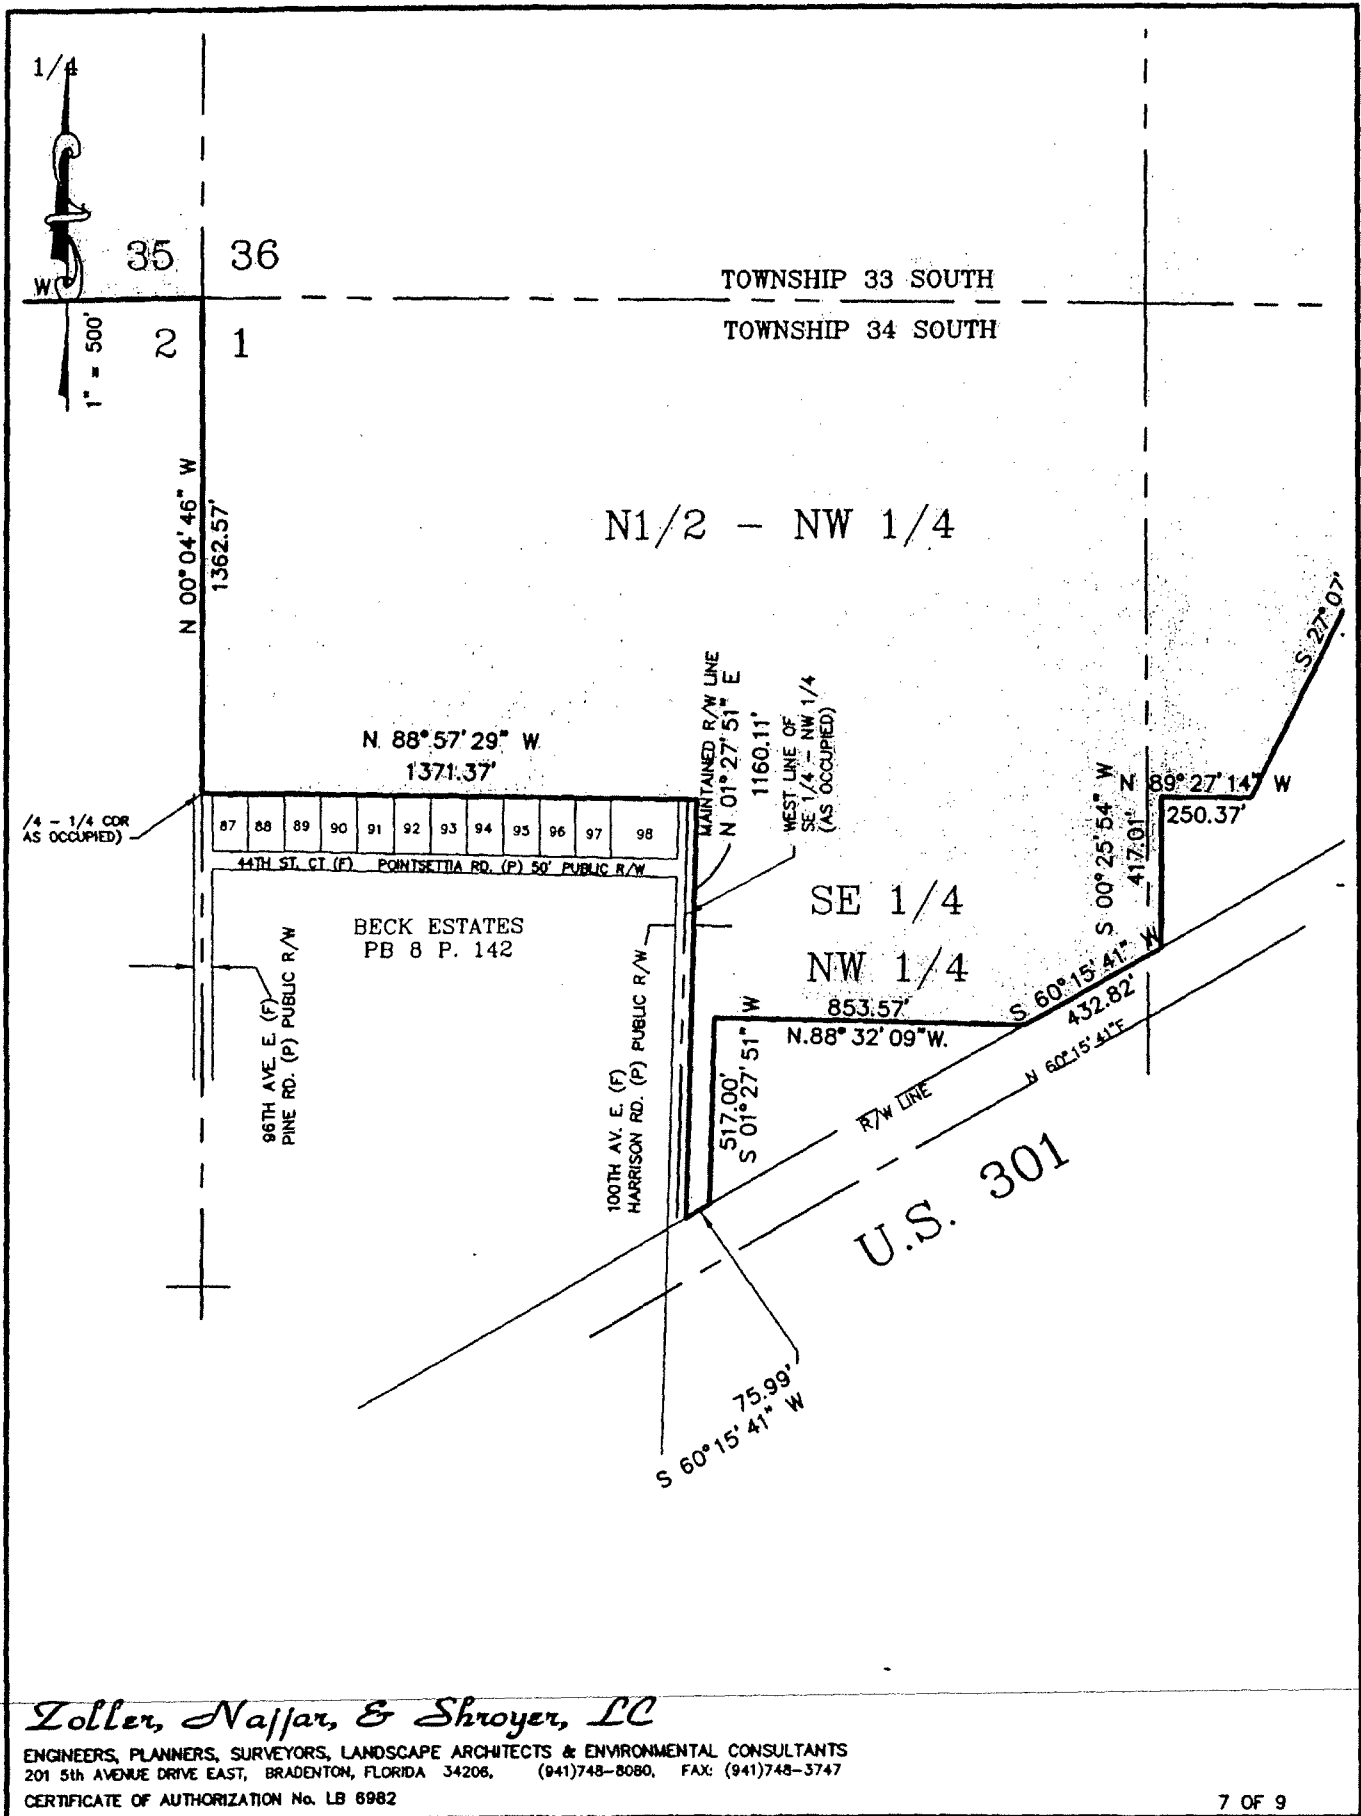 1/4
35 36
W
TOWNSHIP 33 SOUTH
TOWNSHIP 34 SOUTH
2 1
1" = 500'
N 00° 04' 46" W
1362.57'
N1/2 - NW 1/4
S 27° 07'
N 88° 57' 29" W
1371.37'
MAINTAINED R/W LINE
N 01° 27' 51" E
1160.11'
WEST LINE OF
SE 1/4 - NW 1/4
(AS OCCUPIED)
S 00° 25' 54" W
417.01'
N 89° 27' 14" W
250.37'
/4 - 1/4 COR
AS OCCUPIED)
87 88 89 90 91 92 93 94 95 96 97 98
44TH ST. CT (F) POINTSETTIA RD. (P) 50' PUBLIC R/W
BECK ESTATES
PB 8 P. 142
SE 1/4
NW 1/4
96TH AVE. E. (F)
PINE RD. (P) PUBLIC R/W
100TH AV. E. (F)
HARRISON RD. (P) PUBLIC R/W
853.57'
N.88° 32' 09"W.
517.00'
S 01° 27' 51" W
S 60° 15' 41" W
432.82'
N 60° 15' 41" E
R/W LINE
U.S. 301
75.99'
S 60° 15' 41" W
Zoller, Najjar, & Shroyer, LC
ENGINEERS, PLANNERS, SURVEYORS, LANDSCAPE ARCHITECTS & ENVIRONMENTAL CONSULTANTS
201 5th AVENUE DRIVE EAST, BRADENTON, FLORIDA 34206, (941)748-8080, FAX: (941)748-3747
CERTIFICATE OF AUTHORIZATION No. LB 6982
7 OF 9